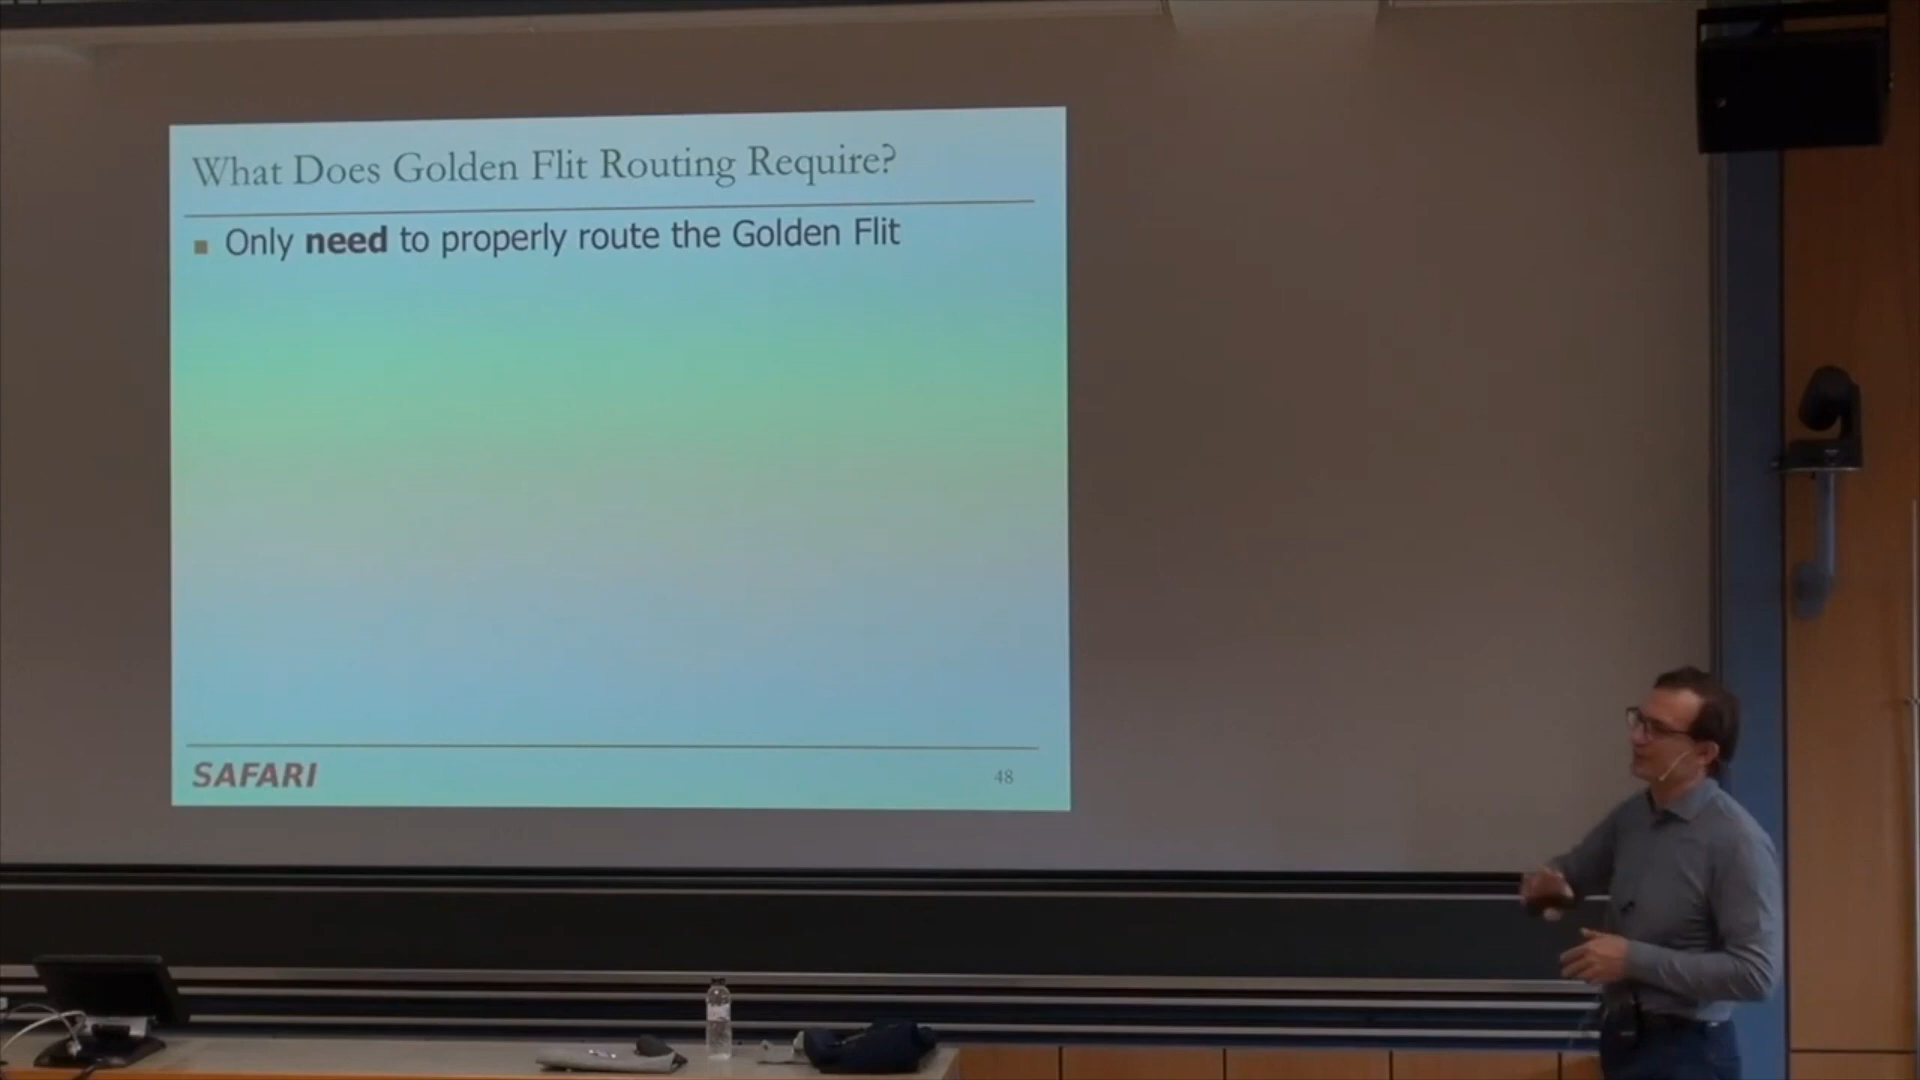 What Does Golden Flit Routing Require?
Only need to properly route the Golden Flit
SAFARI
48